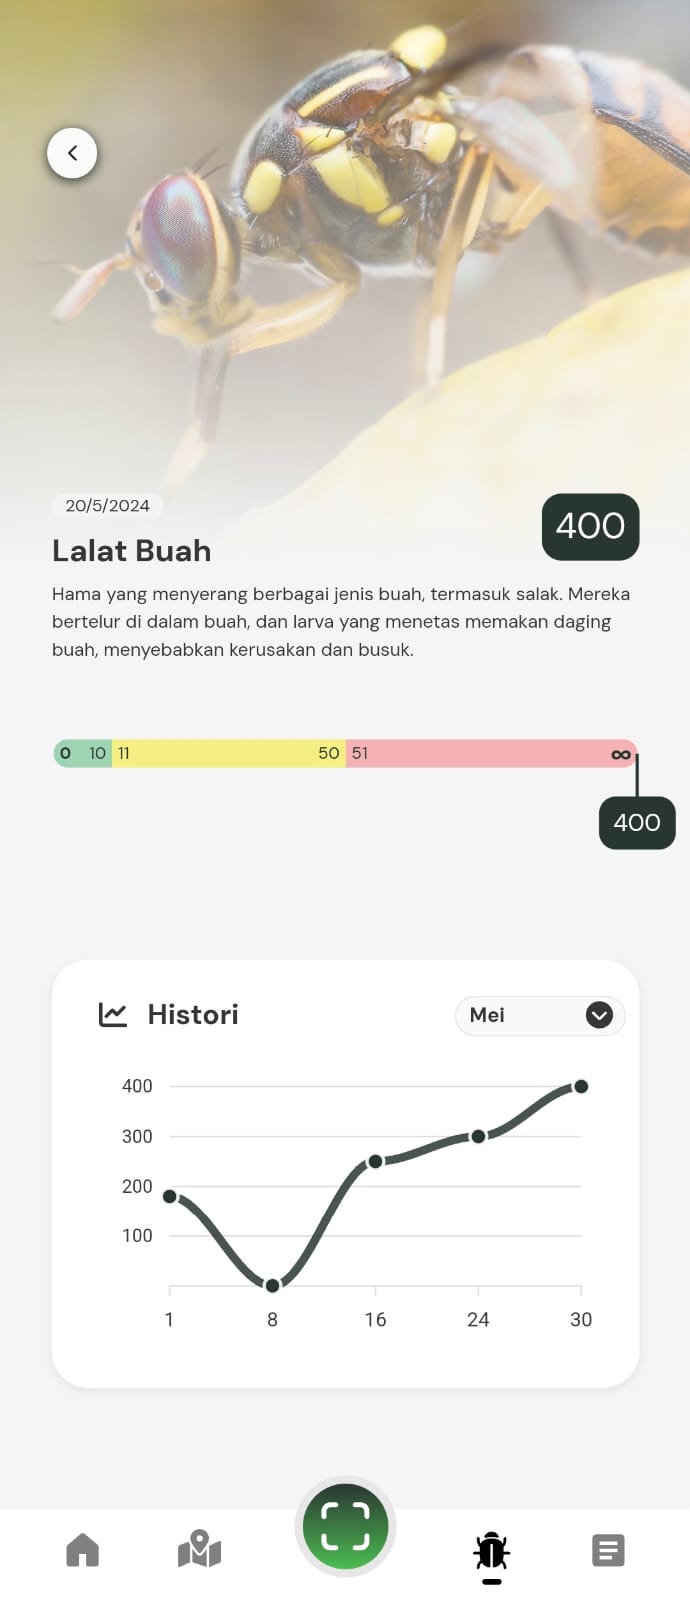 20/5/2024
400
Lalat Buah
Hama yang menyerang berbagai jenis buah, termasuk salak. Mereka
bertelur di dalam buah, dan larva yang menetas memakan daging
buah, menyebabkan kerusakan dan busuk.
0 10 11 50 51 ∞
400
Histori
Mei
400
300
200
100
1 8 16 24 30